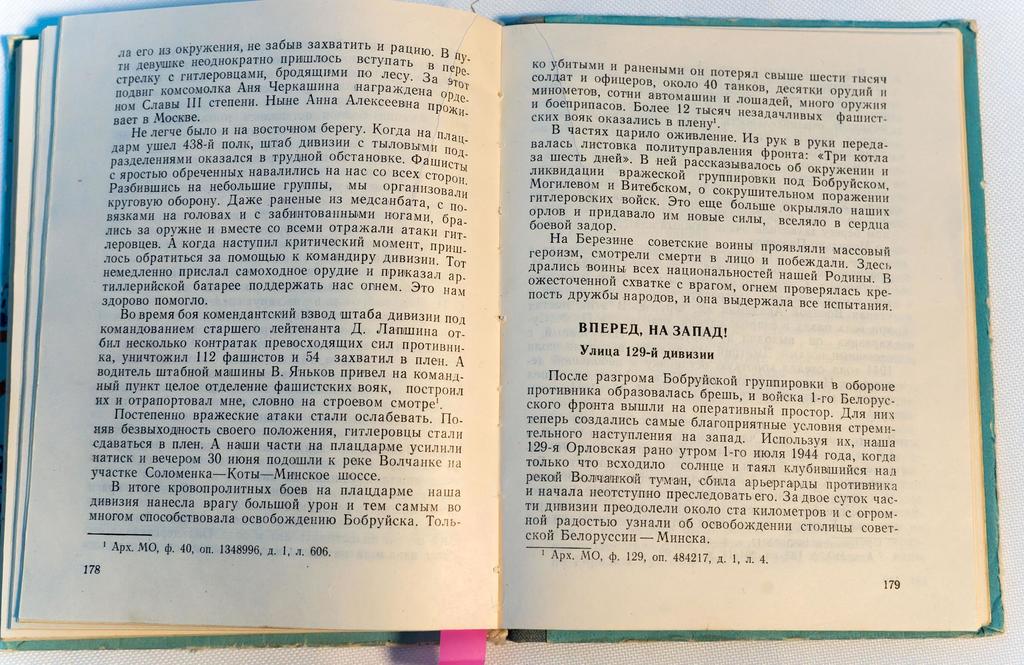 ла его из окружения, не забыв захватить и рацию. В пу-
ти девушке неоднократно пришлось вступать в пере-
стрелку с гитлеровцами, бродящими по лесу. За этот
подвиг комсомолка Аня Черкашина награждена орде-
ном Славы III степени. Ныне Анна Алексеевна прожи-
вает в Москве.
Не легче было и на восточном берегу. Когда на плац-
дарм ушел 438-й полк, штаб дивизии с тыловыми под-
разделениями оказался в трудной обстановке. Фашисты
с яростью обреченных навалились на нас со всех сторон.
Разбившись на небольшие группы, мы организовали
круговую оборону. Даже раненые из медсанбата, с по-
вязками на головах и с забинтованными ногами, бра-
лись за оружие и вместе со всеми отражали атаки гит-
леровцев. А когда наступил критический момент, приш-
лось обратиться за помощью к командиру дивизии. Тот
немедленно прислал самоходное орудие и приказал ар-
тиллерийской батарее поддержать нас огнем. Это нам
здорово помогло.
Во время боя комендантский взвод штаба дивизии под
командованием старшего лейтенанта Д. Лапшина от-
бил несколько контратак превосходящих сил противни-
ка, уничтожил 112 фашистов и 54 захватил в плен. А
водитель штабной машины В. Яньков привел на команд-
ный пункт целое отделение фашистских вояк, построил
их и отрапортовал мне, словно на строевом смотре¹.
Постепенно вражеские атаки стали ослабевать. По-
няв безвыходность своего положения, гитлеровцы стали
сдаваться в плен. А наши части на плацдарме усилили
натиск и вечером 30 июня подошли к реке Волчанке на
участке Соломенка—Коты—Минское шоссе.
В итоге кровопролитных боев на плацдарме наша
дивизия нанесла врагу большой урон и тем самым во
многом способствовала освобождению Бобруйска. Толь-
¹ Арх. МО, ф. 40, оп. 1348996, д. 1, л. 606.
178
ко убитыми и ранеными он потерял свыше шести тысяч
солдат и офицеров, около 40 танков, десятки орудий и
минометов, сотни автомашин и лошадей, много оружия
и боеприпасов. Более 12 тысяч незадачливых фашист-
ских вояк оказались в плену¹.
В частях царило оживление. Из рук в руки переда-
валась листовка политуправления фронта: «Три котла
за шесть дней». В ней рассказывалось об окружении и
ликвидации вражеской группировки под Бобруйском,
Могилевом и Витебском, о сокрушительном поражении
гитлеровских войск. Это еще больше окрыляло наших
орлов и придавало им новые силы, вселяло в сердца
боевой задор.
На Березине советские воины проявляли массовый
героизм, смотрели смерти в лицо и побеждали. Здесь
дрались воины всех национальностей нашей Родины. В
ожесточенной схватке с врагом, огнем проверялась кре-
пость дружбы народов, и она выдержала все испытания.
ВПЕРЕД, НА ЗАПАД!
Улица 129-й дивизии
После разгрома Бобруйской группировки в обороне
противника образовалась брешь, и войска 1-го Белорус-
ского фронта вышли на оперативный простор. Для них
теперь создались самые благоприятные условия стреми-
тельного наступления на запад. Используя их, наша
129-я Орловская рано утром 1-го июля 1944 года, когда
только что всходило солнце и таял клубившийся над
рекой Волчанкой туман, сбила арьергарды противника
и начала неотступно преследовать его. За двое суток час-
ти дивизии преодолели около ста километров и с огром-
ной радостью узнали об освобождении столицы совет-
ской Белоруссии — Минска.
¹ Арх. МО, ф. 129, оп. 484217, д. 1, л. 4.
179